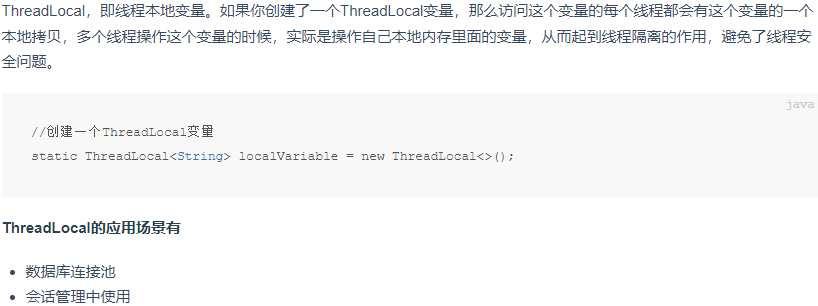 ThreadLocal，即线程本地变量。如果你创建了一个ThreadLocal变量，那么访问这个变量的每个线程都会有这个变量的一个
本地拷贝，多个线程操作这个变量的时候，实际是操作自己本地内存里面的变量，从而起到线程隔离的作用，避免了线程安
全问题。
java
//创建一个ThreadLocal变量
static ThreadLocal<String> localVariable = new ThreadLocal<>();
ThreadLocal的应用场景有
• 数据库连接池
• 会话管理中使用